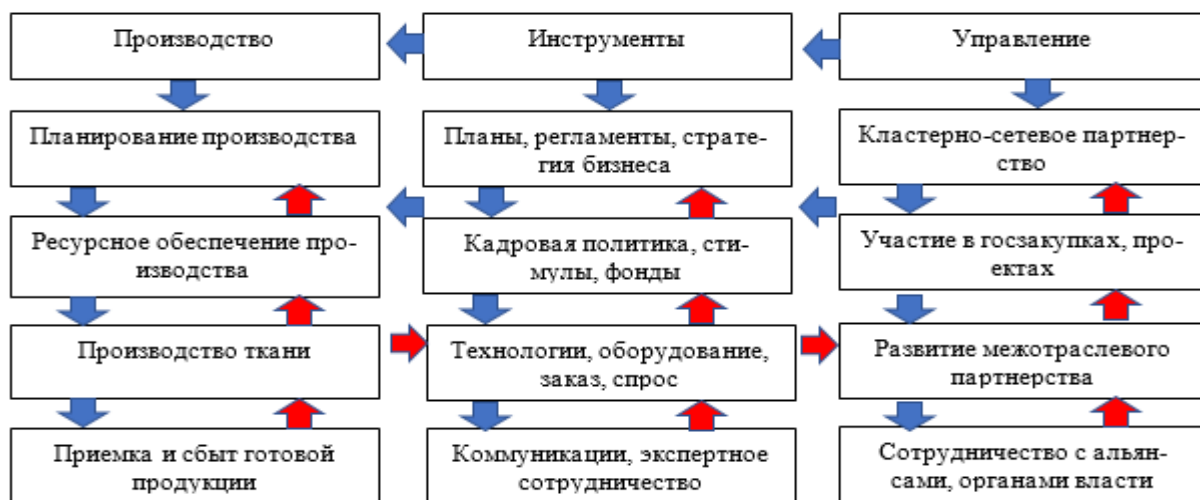 Производство
Инструменты
Управление
Планирование производства
Планы, регламенты, страте-
гия бизнеса
Кластерно-сетевое партнер-
ство
Ресурсное обеспечение про-
изводства
Кадровая политика, сти-
мулы, фонды
Участие в госзакупках, про-
ектах
Производство ткани
Технологии, оборудование,
заказ, спрос
Развитие межотраслевого
партнерства
Приемка и сбыт готовой
продукции
Коммуникации, экспертное
сотрудничество
Сотрудничество с альян-
сами, органами власти